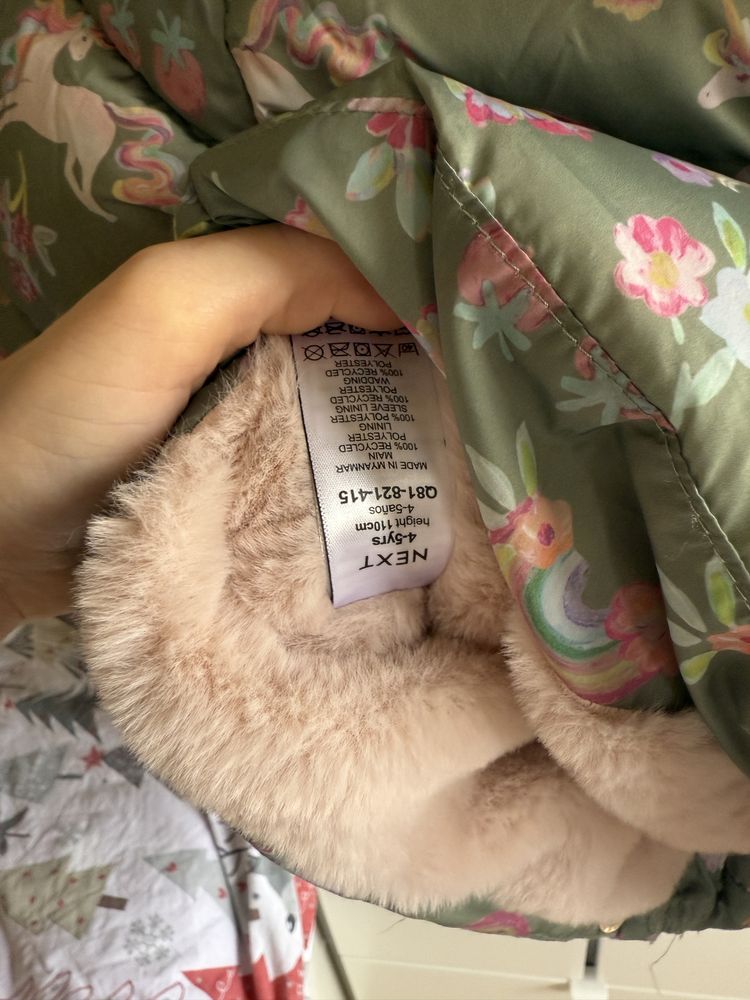 NEXT
4-5yrs
height 110cm
4-5años
Q81-821-415
MADE IN MYANMAR
MAIN
POLYESTER
LINING
100% POLYESTER
SLEEVE LINING
100% RECYCLED
POLYESTER
WADDING
100% RECYCLED
POLYESTER